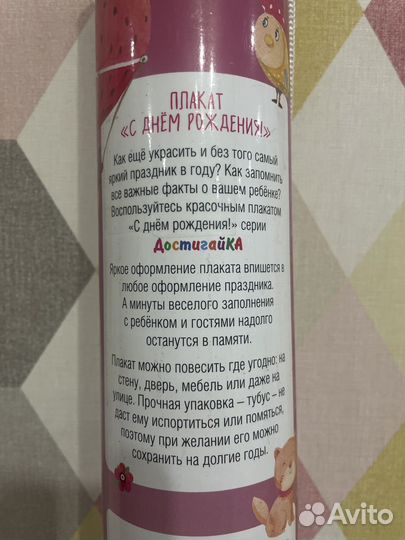 ПЛАКАТ
«С ДНЁМ РОЖДЕНИЯ!»
Как ещё украсить и без того самый
яркий праздник в году? Как запомнить
все важные факты о вашем ребёнке?
Воспользуйтесь красочным плакатом
«С днём рождения!» серии
ДостигайКА
Яркое оформление плаката впишется в
любое оформление праздника.
А минуты веселого заполнения
с ребёнком и гостями надолго
останутся в памяти.
Плакат можно повесить где угодно: на
стену, дверь, мебель или даже на
улице. Прочная упаковка – тубус – не
даст ему испортиться или помяться,
поэтому при желании его можно
сохранить на долгие годы.
Avito